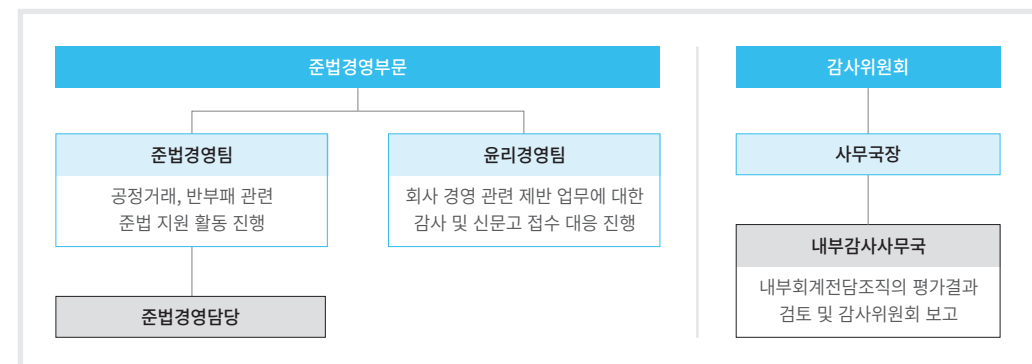 준법경영부문
준법경영팀
공정거래, 반부패 관련
준법 지원 활동 진행
준법경영담당
윤리경영팀
회사 경영 관련 제반 업무에 대한
감사 및 신문고 접수 대응 진행
감사위원회
사무국장
내부감사사무국
내부회계전담조직의 평가결과
검토 및 감사위원회 보고